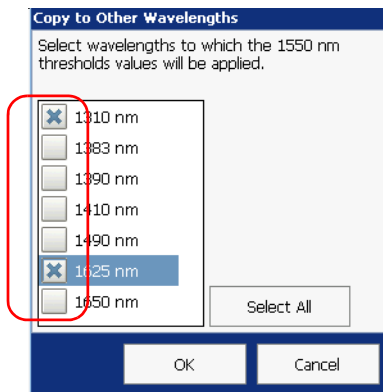 Copy to Other Wavelengths
Select wavelengths to which the 1550 nm
thresholds values will be applied.
1310 nm
1383 nm
1390 nm
1410 nm
1490 nm
1625 nm
1650 nm
Select All
OK
Cancel